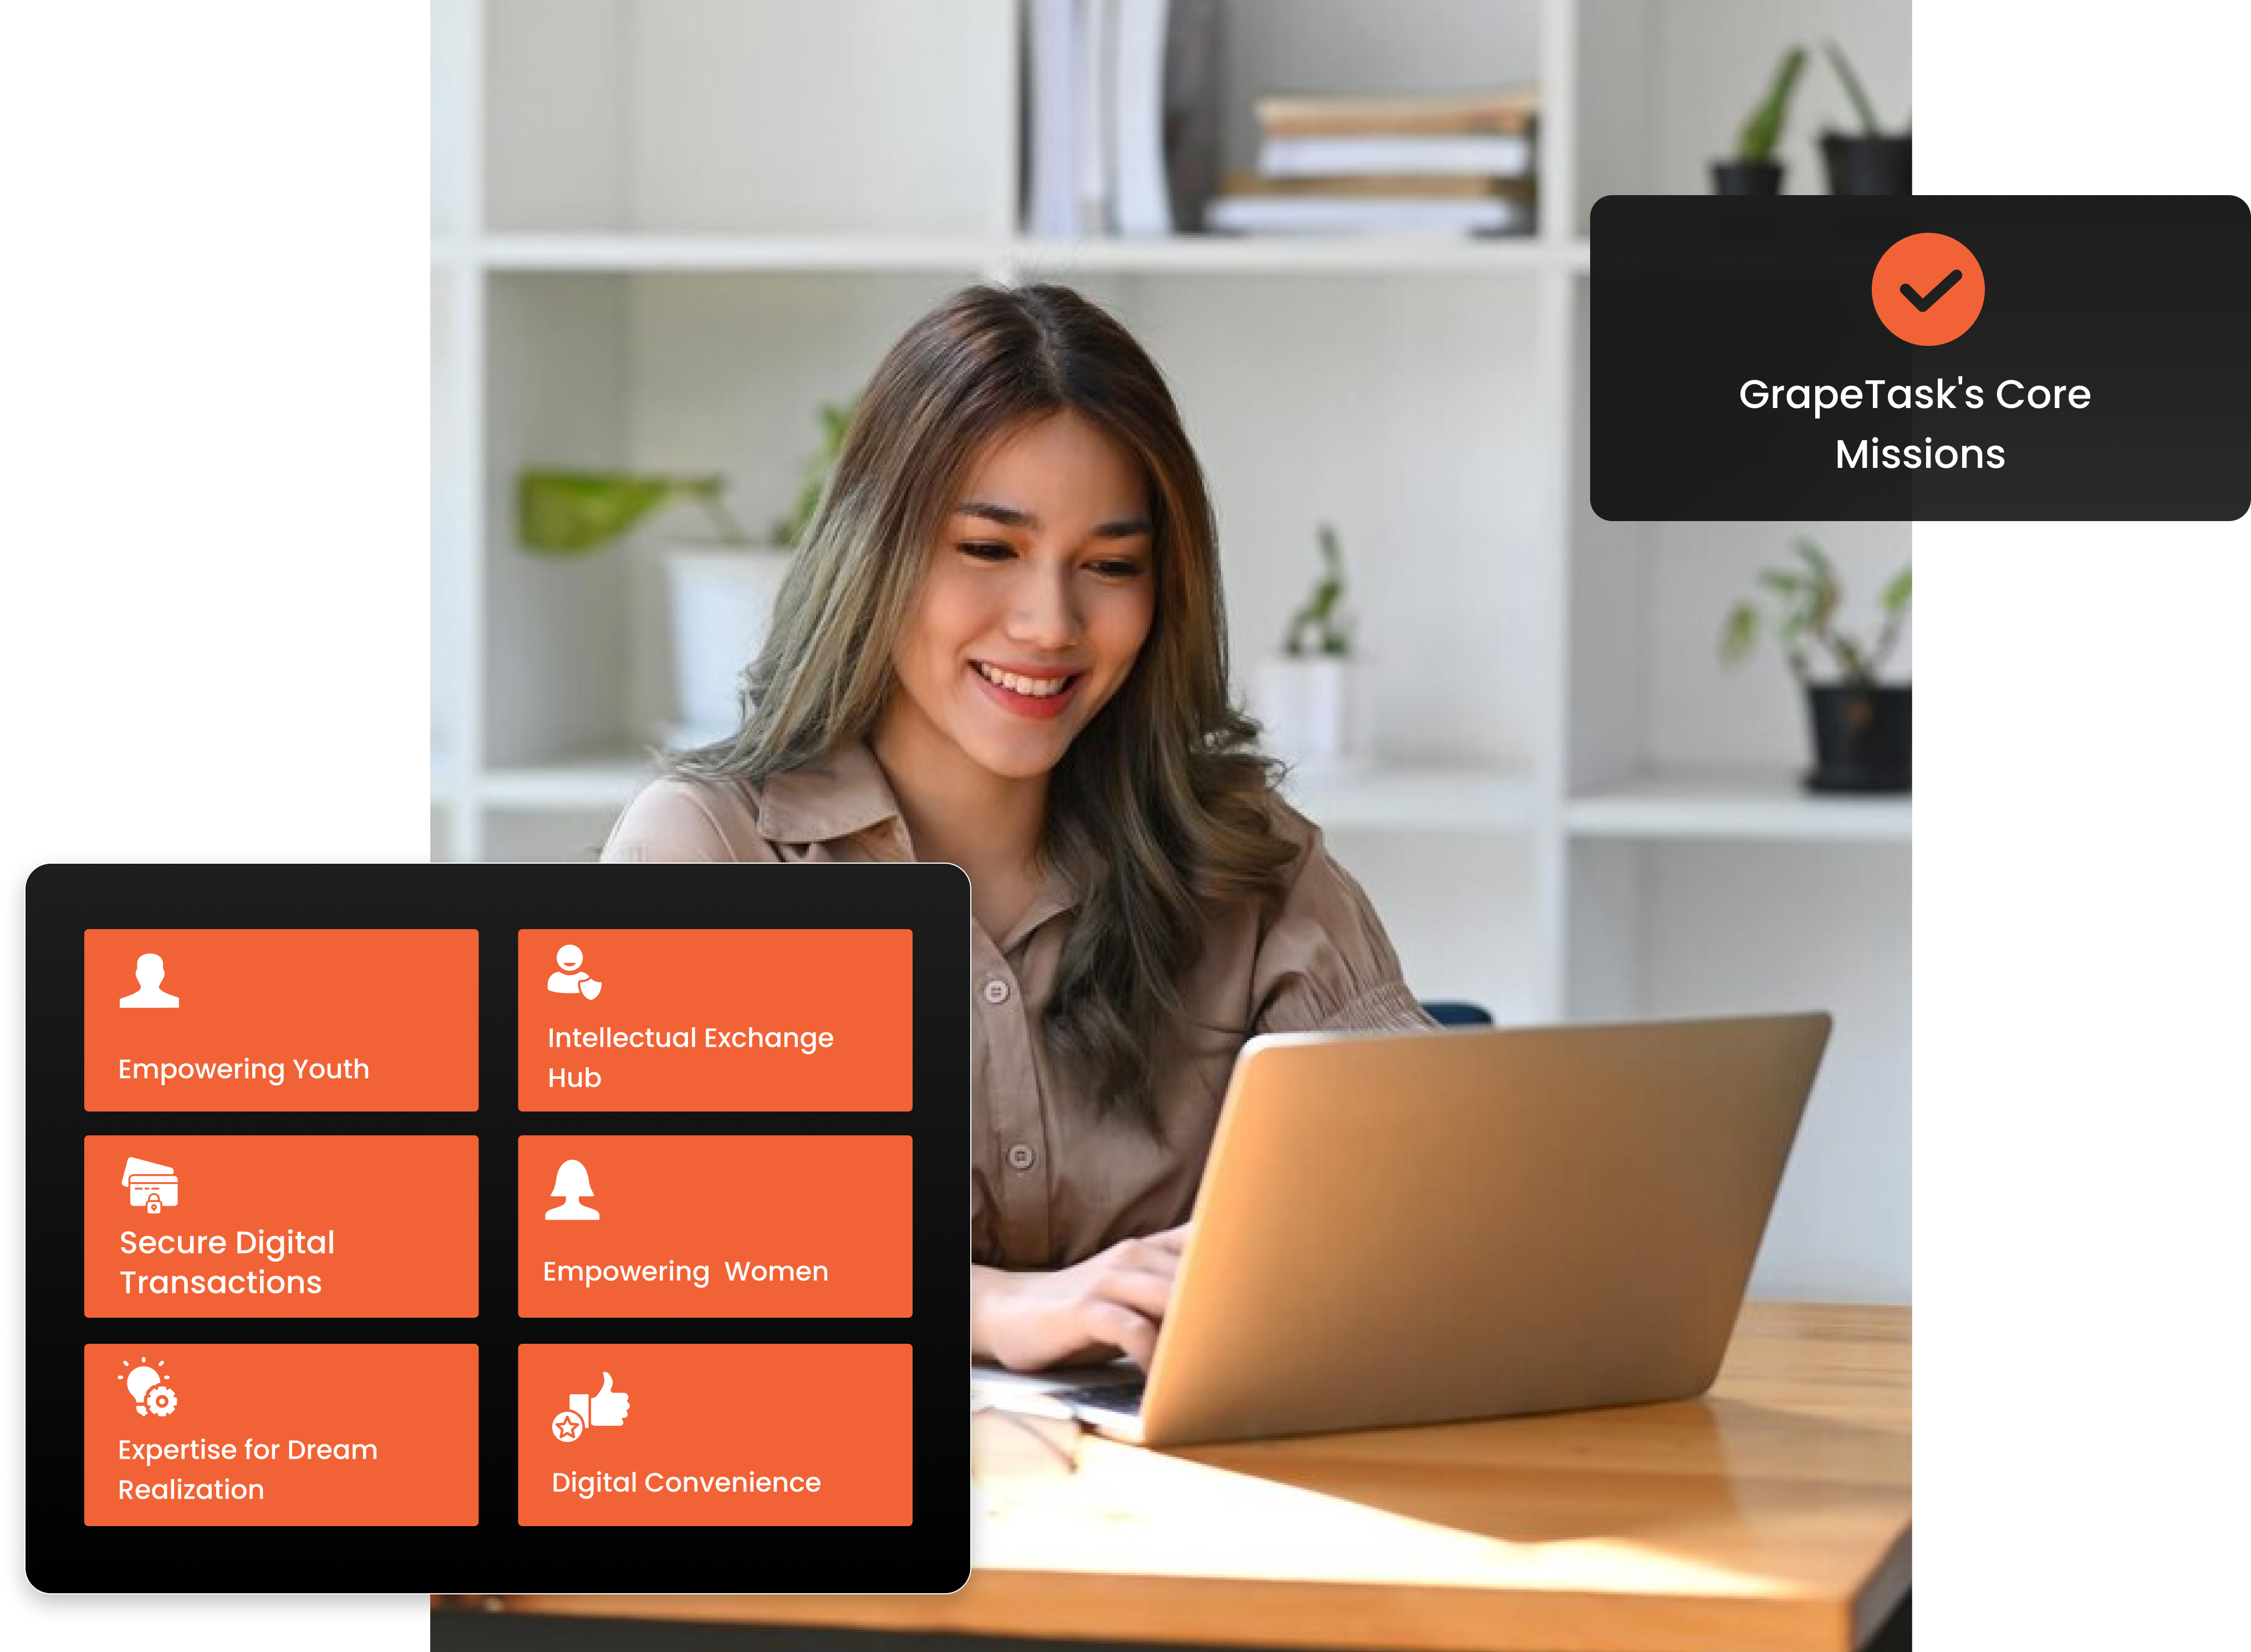 GrapeTask's Core
Missions
Empowering Youth
Intellectual Exchange
Hub
Secure Digital
Transactions
Empowering  Women
Expertise for Dream
Realization
Digital Convenience